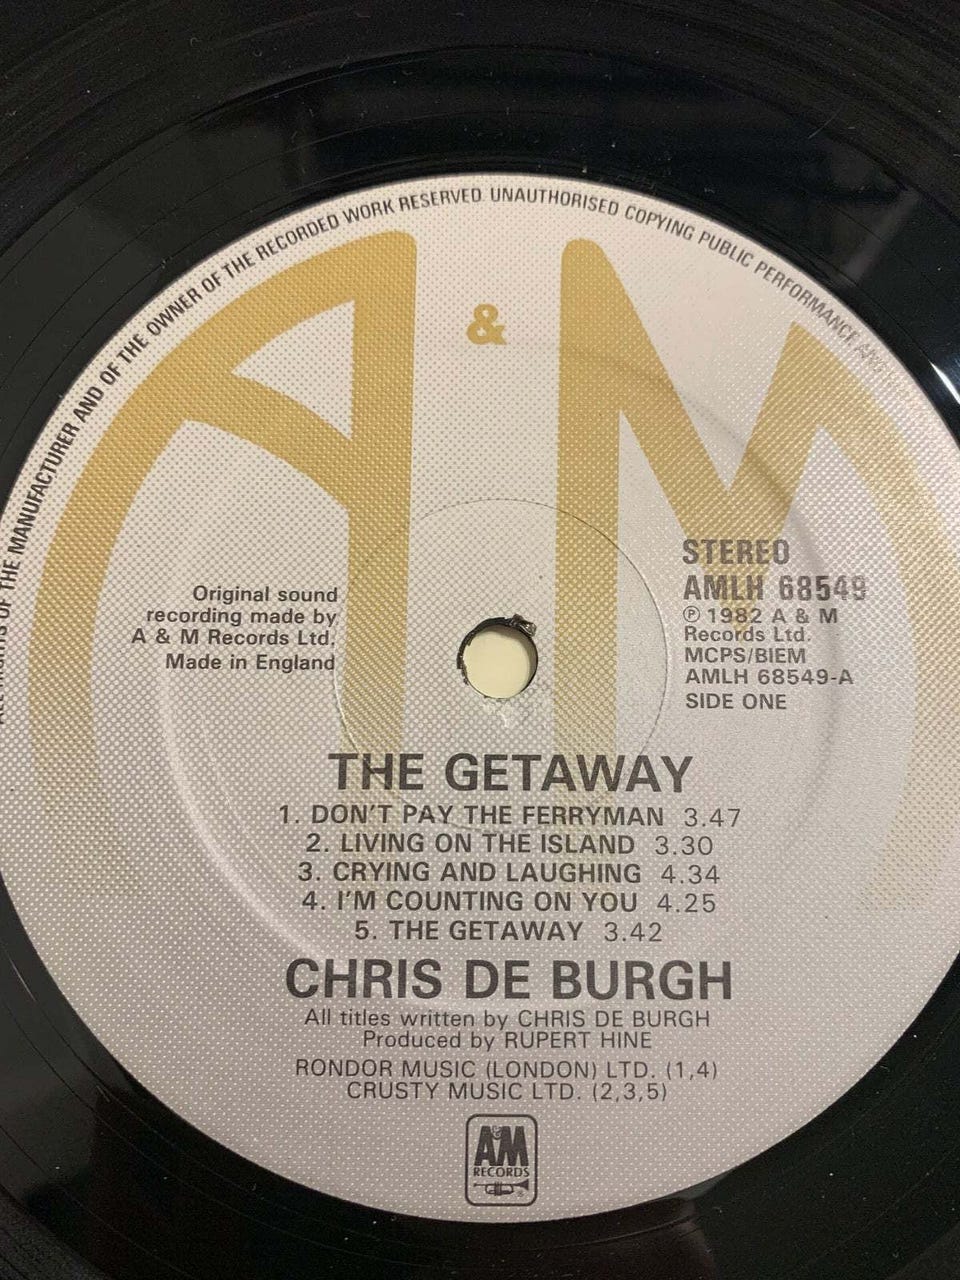 ALL RIGHTS OF THE MANUFACTURER AND OF THE OWNER OF THE RECORDED WORK RESERVED. UNAUTHORISED COPYING PUBLIC PERFORMANCE AND
A & M
STEREO
AMLH 68549
℗ 1982 A & M
Records Ltd.
MCPS/BIEM
AMLH 68549-A
SIDE ONE
Original sound
recording made by
A & M Records Ltd.
Made in England
THE GETAWAY
1. DON'T PAY THE FERRYMAN 3.47
2. LIVING ON THE ISLAND 3.30
3. CRYING AND LAUGHING 4.34
4. I'M COUNTING ON YOU 4.25
5. THE GETAWAY 3.42
CHRIS DE BURGH
All titles written by CHRIS DE BURGH
Produced by RUPERT HINE
RONDOR MUSIC (LONDON) LTD. (1,4)
CRUSTY MUSIC LTD. (2,3,5)
A&M
RECORDS